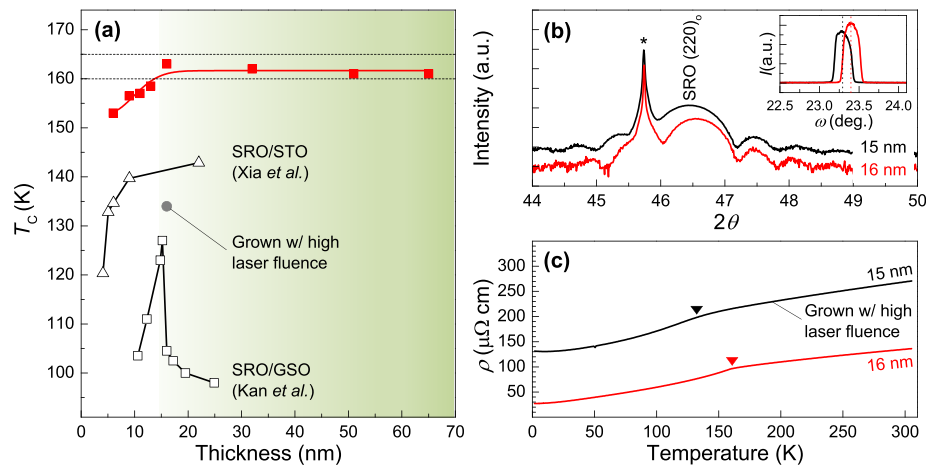 (a)
170
160
150
140
130
120
110
100
T_C (K)
SRO/STO
(Xia et al.)
Grown w/ high
laser fluence
SRO/GSO
(Kan et al.)
0 10 20 30 40 50 60 70
Thickness (nm)
(b)
*
SRO (220)_o
Intensity (a.u.)
I(a.u.)
22.5 23.0 23.5 24.0
ω (deg.)
15 nm
16 nm
44 45 46 47 48 49 50
2θ
(c)
300
250
200
150
100
50
ρ (μΩ cm)
15 nm
Grown w/ high
laser fluence
16 nm
0 50 100 150 200 250 300
Temperature (K)